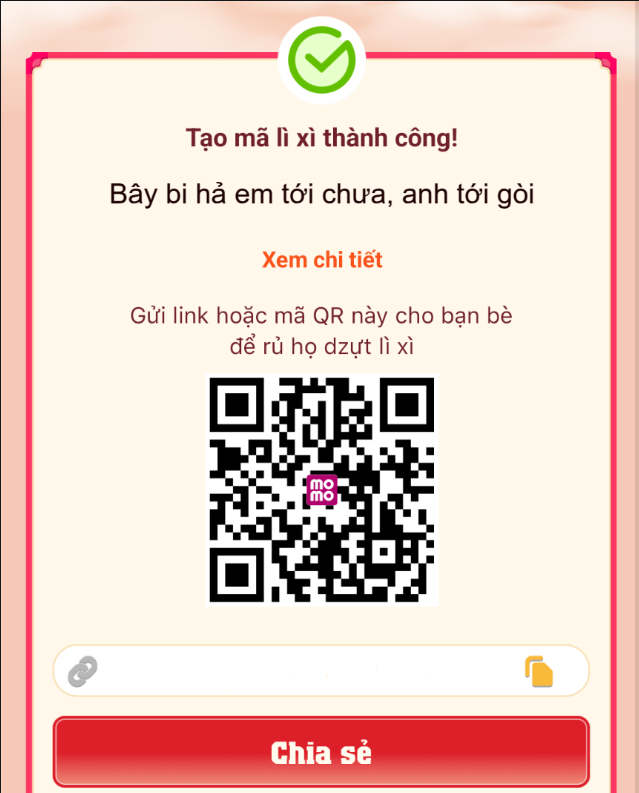 Tạo mã lì xì thành công!
Bây bi hả em tới chưa, anh tới gòi
Xem chi tiết
Gửi link hoặc mã QR này cho bạn bè
để rủ họ dzựt lì xì
mo
mo
Chia sẻ